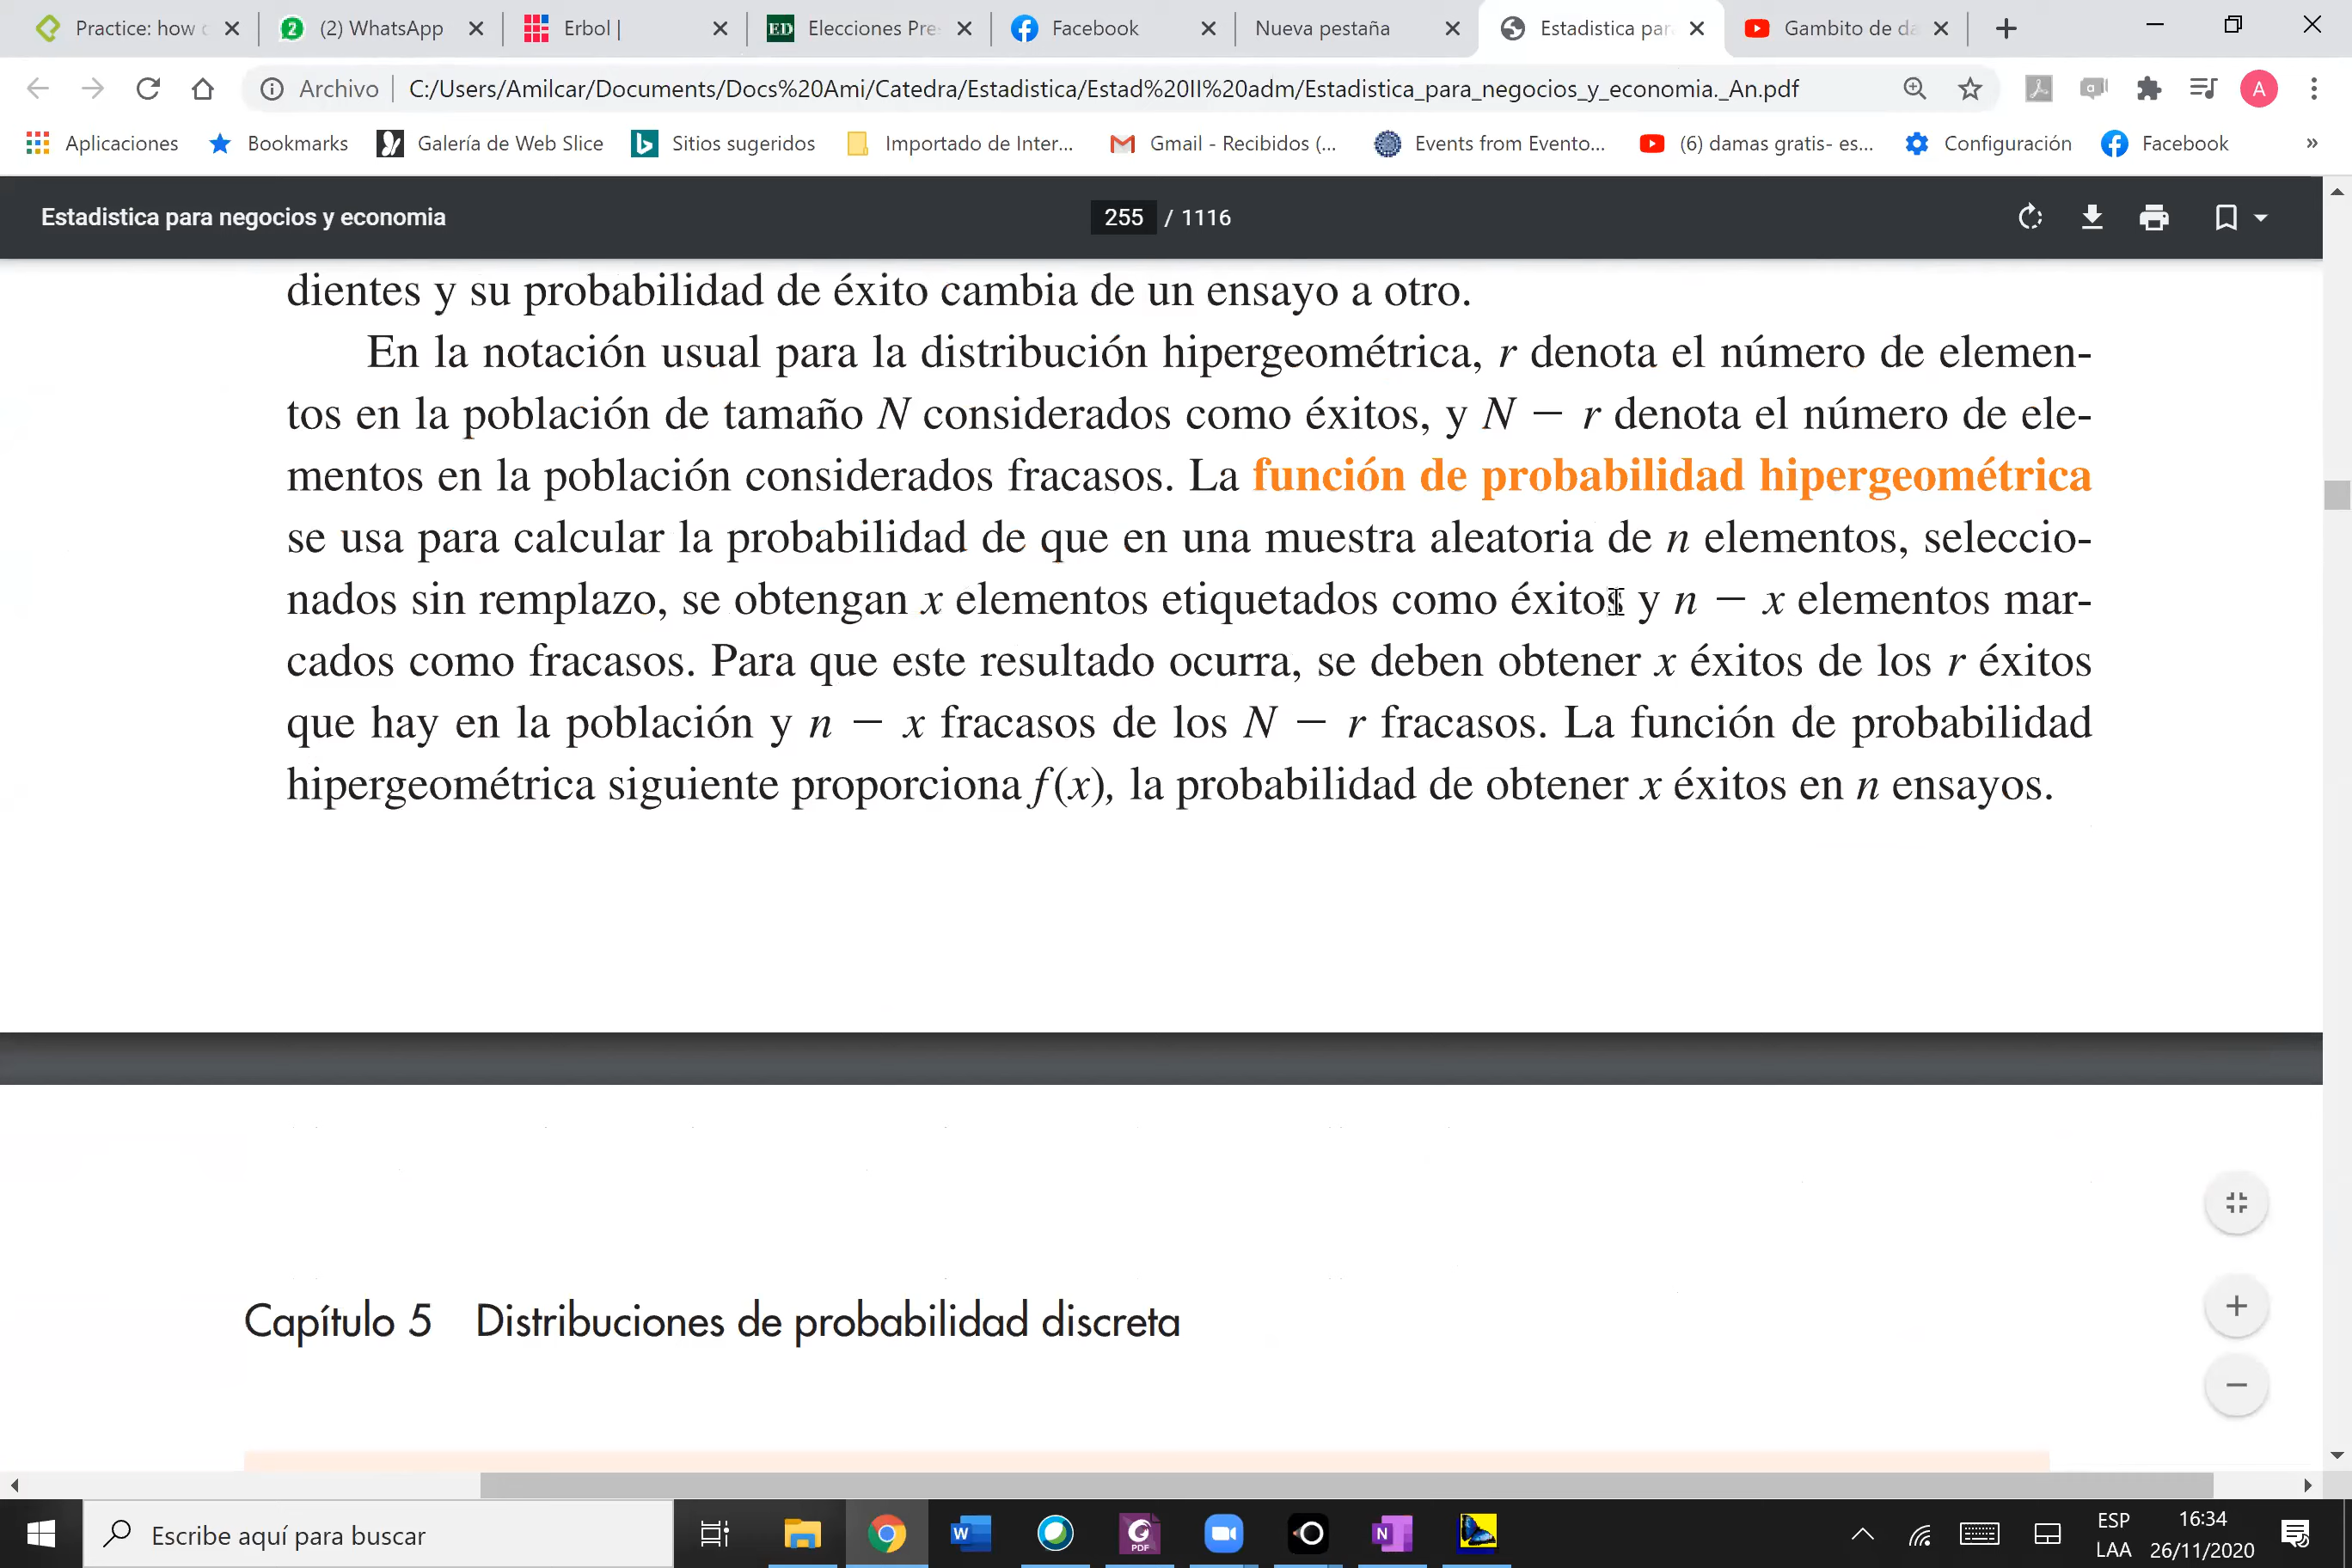 Practice: how
(2) WhatsApp
Erbol |
Elecciones Pre
Facebook
Nueva pestaña
Estadistica par
Gambito de da
Archivo
C:/Users/Amilcar/Documents/Docs%20Ami/Catedra/Estadistica/Estad%20II%20adm/Estadistica_para_negocios_y_economia._An.pdf
A
Aplicaciones
Bookmarks
Galería de Web Slice
Sitios sugeridos
Importado de Inter...
Gmail - Recibidos (...
Events from Evento...
(6) damas gratis- es...
Configuración
Facebook
»
Estadistica para negocios y economia
255 / 1116
dientes y su probabilidad de éxito cambia de un ensayo a otro.
En la notación usual para la distribución hipergeométrica, r denota el número de elemen-
tos en la población de tamaño N considerados como éxitos, y N − r denota el número de ele-
mentos en la población considerados fracasos. La función de probabilidad hipergeométrica
se usa para calcular la probabilidad de que en una muestra aleatoria de n elementos, seleccio-
nados sin remplazo, se obtengan x elementos etiquetados como éxitos y n − x elementos mar-
cados como fracasos. Para que este resultado ocurra, se deben obtener x éxitos de los r éxitos
que hay en la población y n − x fracasos de los N − r fracasos. La función de probabilidad
hipergeométrica siguiente proporciona f(x), la probabilidad de obtener x éxitos en n ensayos.
Capítulo 5 Distribuciones de probabilidad discreta
Escribe aquí para buscar
ESP
LAA
16:34
26/11/2020